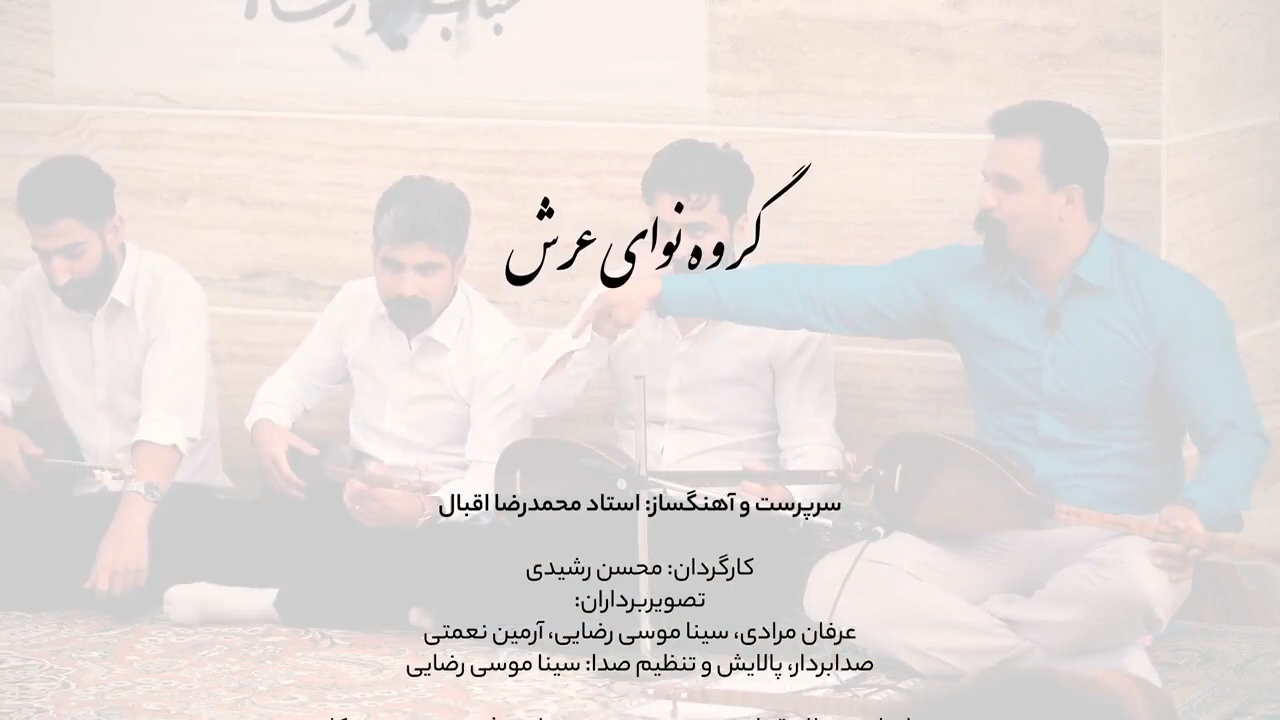 گروه نوای عرش
سرپرست و آهنگساز: استاد محمدرضا اقبال
کارگردان: محسن رشیدی
تصویربرداران:
عرفان مرادی، سینا موسی رضایی، آرمین نعمتی
صدابردار، پالایش و تنظیم صدا: سینا موسی رضایی